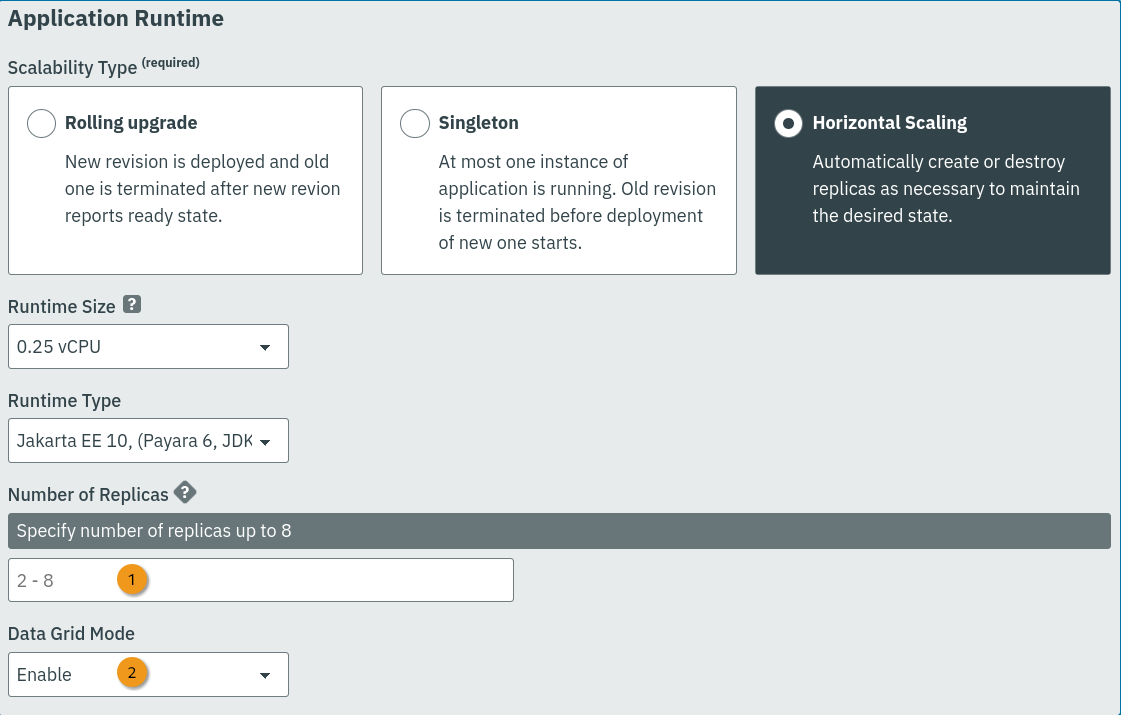 Application Runtime
Scalability Type (required)
Rolling upgrade
New revision is deployed and old
one is terminated after new revion
reports ready state.
Singleton
At most one instance of
application is running. Old revision
is terminated before deployment
of new one starts.
Horizontal Scaling
Automatically create or destroy
replicas as necessary to maintain
the desired state.
Runtime Size ?
0.25 vCPU
Runtime Type
Jakarta EE 10, (Payara 6, JDK
Number of Replicas ?
Specify number of replicas up to 8
2 - 8 1
Data Grid Mode
Enable 2